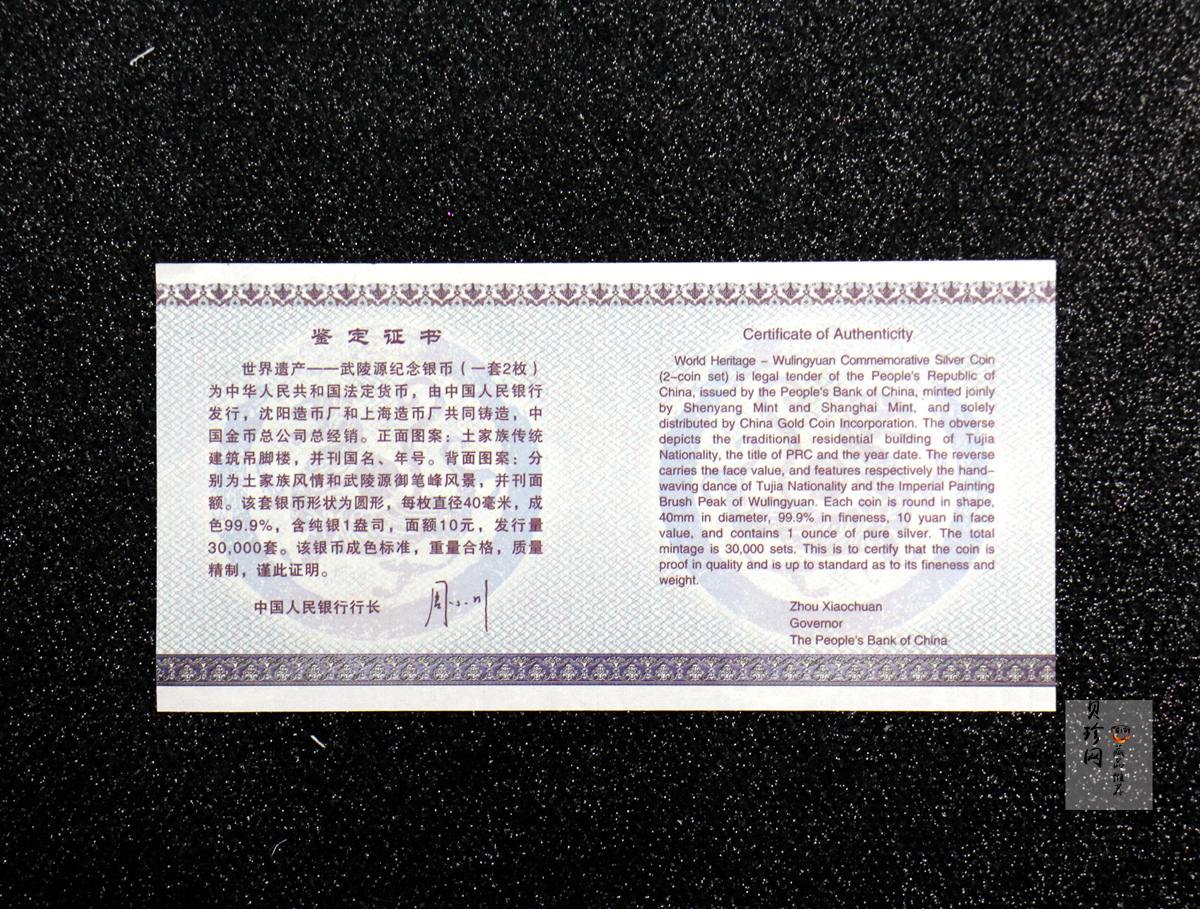 鉴定证书
世界遗产——武陵源纪念银币（一套2枚）
为中华人民共和国法定货币，由中国人民银行
发行，沈阳造币厂和上海造币厂共同铸造，中
国金币总公司总经销。正面图案：土家族传统
建筑吊脚楼，并刊国名、年号。背面图案：分
别为土家族风情和武陵源御笔峰风景，并刊面
额。该套银币形状为圆形，每枚直径40毫米，成
色99.9%，含纯银1盎司，面额10元，发行量
30,000套。该银币成色标准，重量合格，质量
精制，谨此证明。
中国人民银行行长
Certificate of Authenticity
World Heritage – Wulingyuan Commemorative Silver Coin
(2–coin set) is legal tender of the People's Republic of
China, issued by the People's Bank of China, minted joinly
by Shenyang Mint and Shanghai Mint, and solely
distributed by China Gold Coin Incorporation. The obverse
depicts the traditional residential building of Tujia
Nationality, the title of PRC and the year date. The reverse
carries the face value, and features respectively the hand–
waving dance of Tujia Nationality and the Imperial Painting
Brush Peak of Wulingyuan. Each coin is round in shape,
40mm in diameter, 99.9% in fineness, 10 yuan in face
value, and contains 1 ounce of pure silver. The total
mintage is 30,000 sets. This is to certify that the coin is
proof in quality and is up to standard as to its fineness and
weight.
Zhou Xiaochuan
Governor
The People's Bank of China
贝珍网